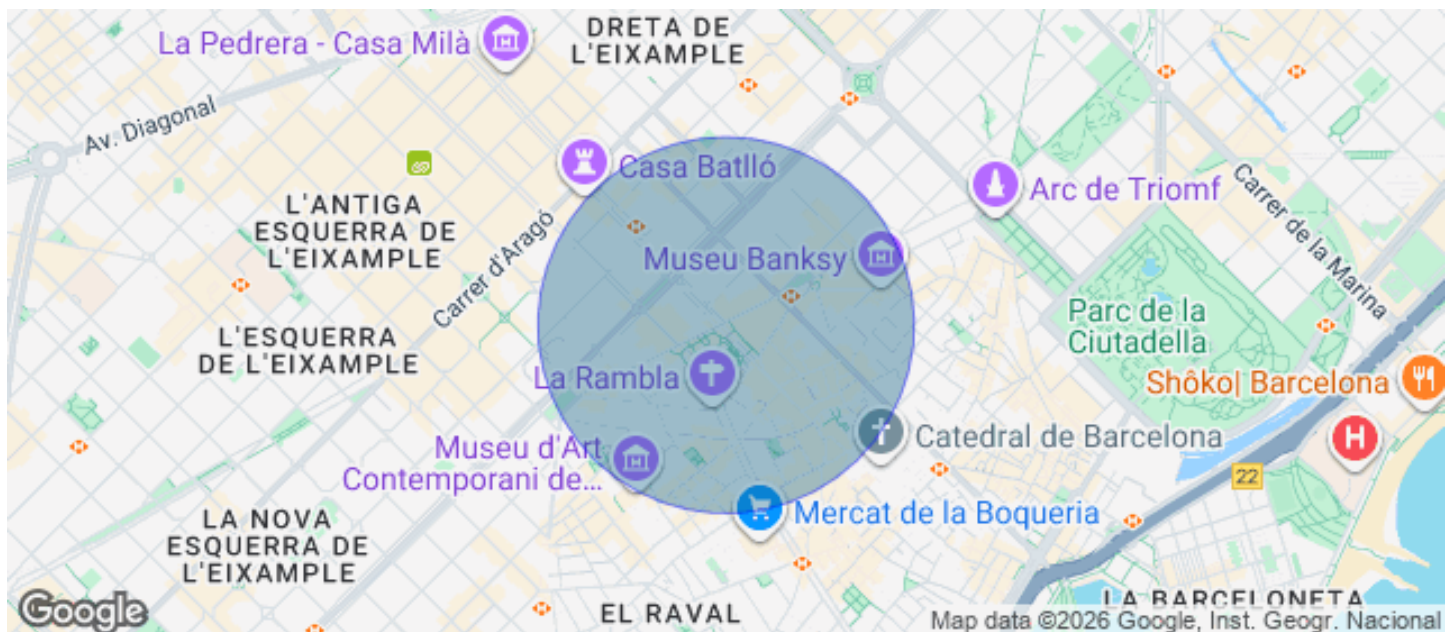 La Pedrera - Casa Milà
DRETA DE
L'EIXAMPLE
Av. Diagonal
Casa Batlló
Arc de Triomf
Carrer de la Marina
L'ANTIGA
ESQUERRA DE
L'EIXAMPLE
Carrer d'Aragó
Museu Banksy
Parc de la
Ciutadella
L'ESQUERRA
DE L'EIXAMPLE
La Rambla
Shôko| Barcelona
H
Museu d'Art
Contemporani de...
Catedral de Barcelona
22
Mercat de la Boqueria
LA NOVA
ESQUERRA DE
L'EIXAMPLE
EL RAVAL
LA BARCELONETA
Google
Map data ©2026 Google, Inst. Geogr. Nacional